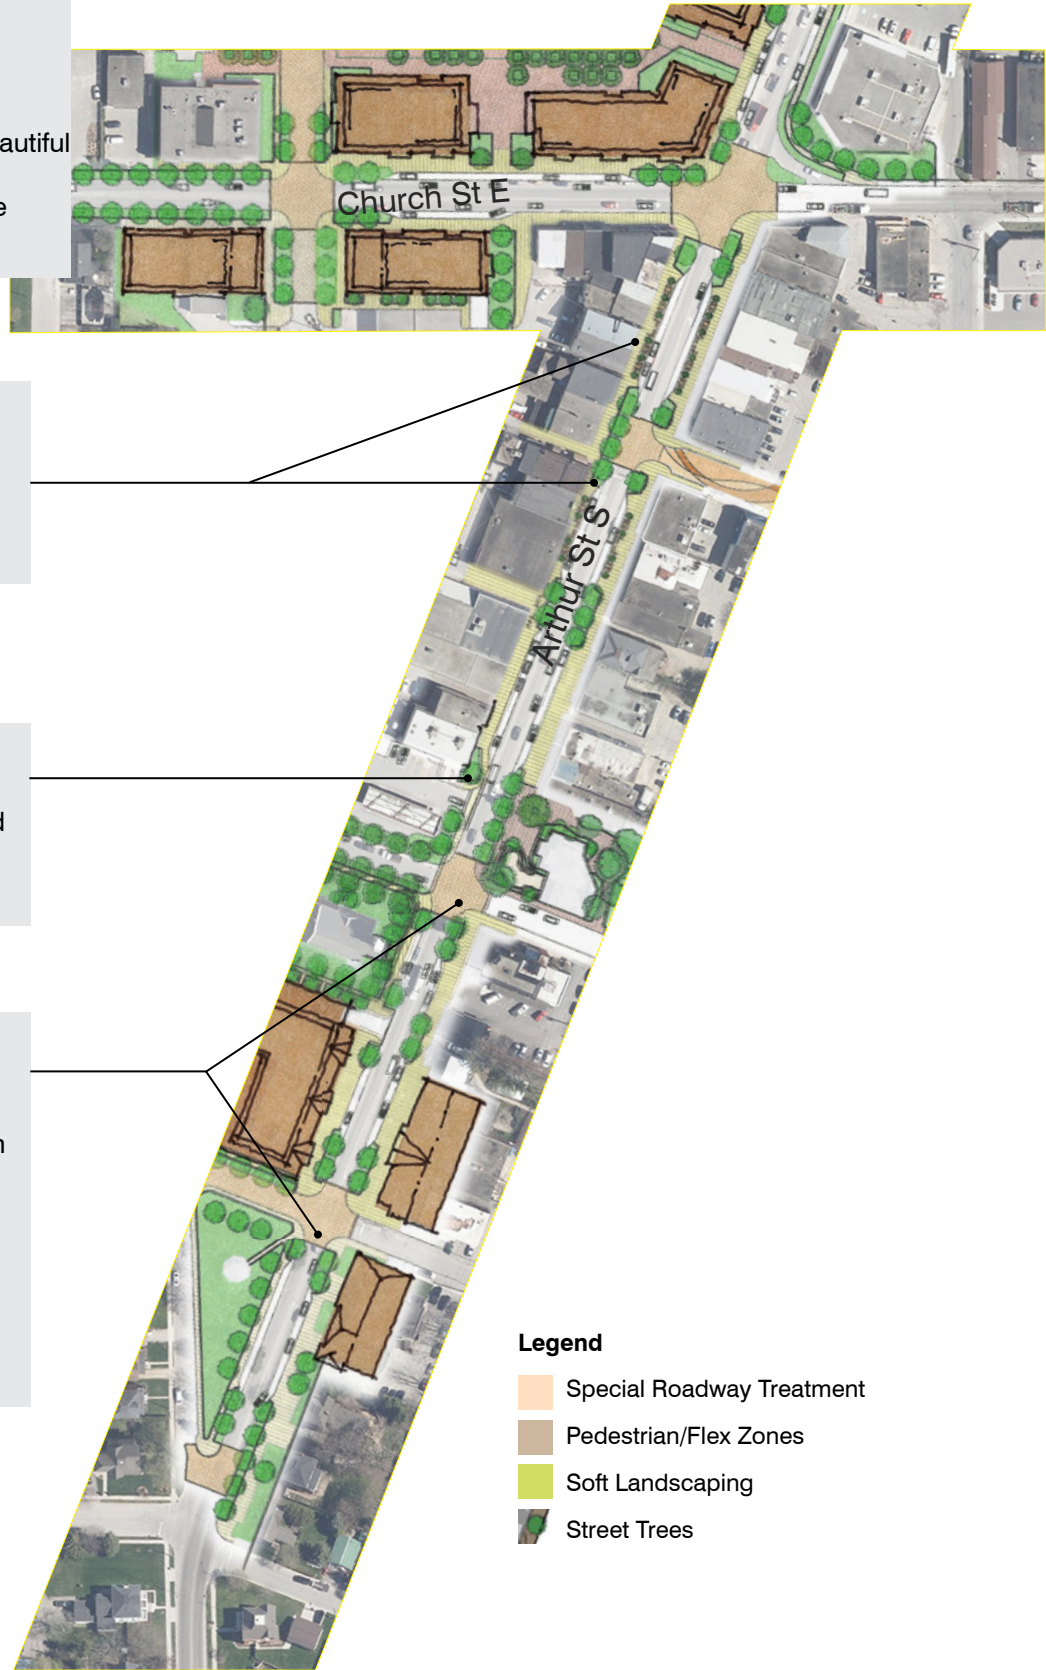 autiful
e
Church St E
Arthur St S
d
n
Legend
Special Roadway Treatment
Pedestrian/Flex Zones
Soft Landscaping
Street Trees